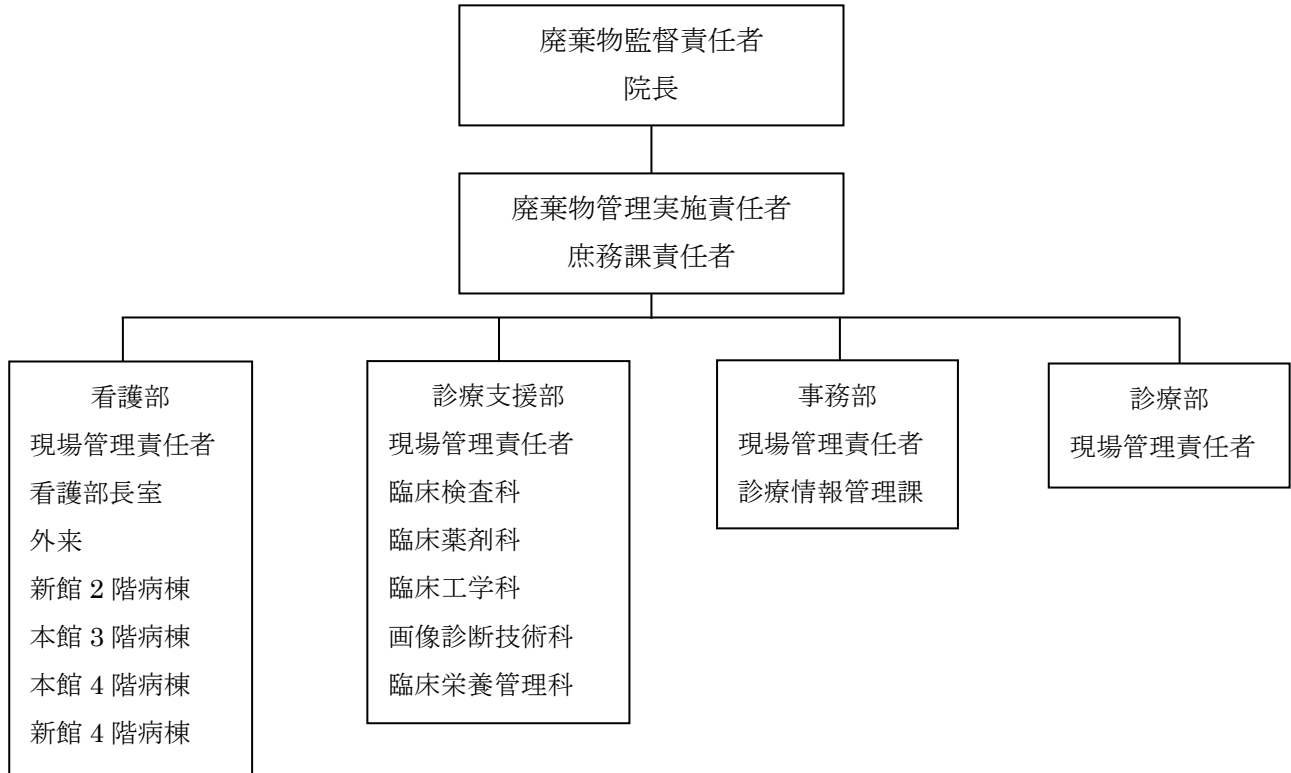 廃棄物監督責任者
院長
廃棄物管理実施責任者
庶務課責任者
看護部
現場管理責任者
看護部長室
外来
新館 2 階病棟
本館 3 階病棟
本館 4 階病棟
新館 4 階病棟
診療支援部
現場管理責任者
臨床検査科
臨床薬剤科
臨床工学科
画像診断技術科
臨床栄養管理科
事務部
現場管理責任者
診療情報管理課
診療部
現場管理責任者